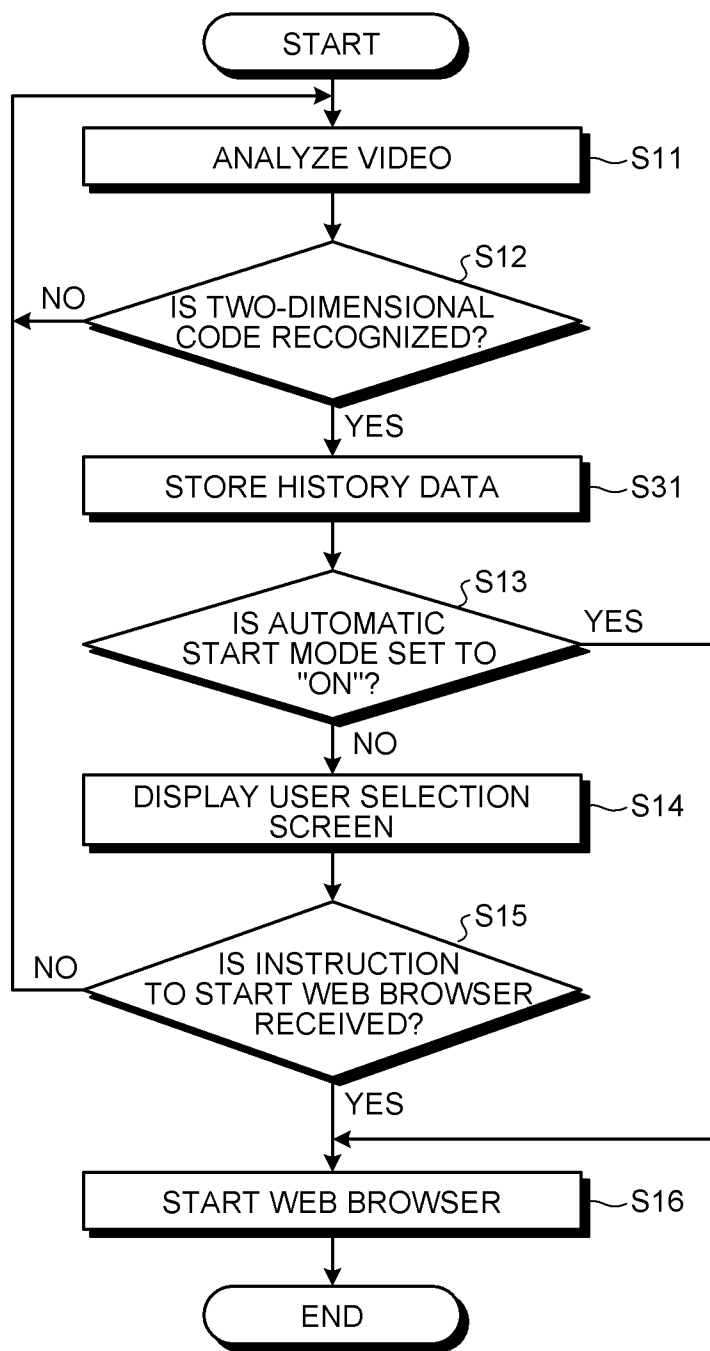 START
ANALYZE VIDEO
S11
S12
NO
IS TWO-DIMENSIONAL
CODE RECOGNIZED?
YES
STORE HISTORY DATA
S31
S13
IS AUTOMATIC
START MODE SET TO
"ON"?
YES
NO
DISPLAY USER SELECTION
SCREEN
S14
S15
NO
IS INSTRUCTION
TO START WEB BROWSER
RECEIVED?
YES
START WEB BROWSER
S16
END